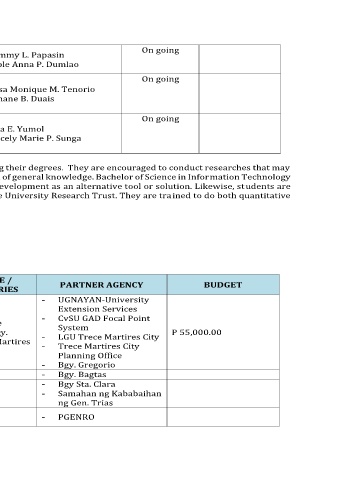 mmy L. Papasin
ole Anna P. Dumlao
On going
sa Monique M. Tenorio
nane B. Duais
On going
a E. Yumol
cely Marie P. Sunga
On going
g their degrees. They are encouraged to conduct researches that may
of general knowledge. Bachelor of Science in Information Technology
evelopment as an alternative tool or solution. Likewise, students are
e University Research Trust. They are trained to do both quantitative
E /
RIES
PARTNER AGENCY
BUDGET
e
y.
Martires
- UGNAYAN-University
Extension Services
- CvSU GAD Focal Point
System
- LGU Trece Martires City
- Trece Martires City
Planning Office
- Bgy. Gregorio
P 55,000.00
- Bgy. Bagtas
- Bgy Sta. Clara
- Samahan ng Kababaihan
ng Gen. Trias
- PGENRO